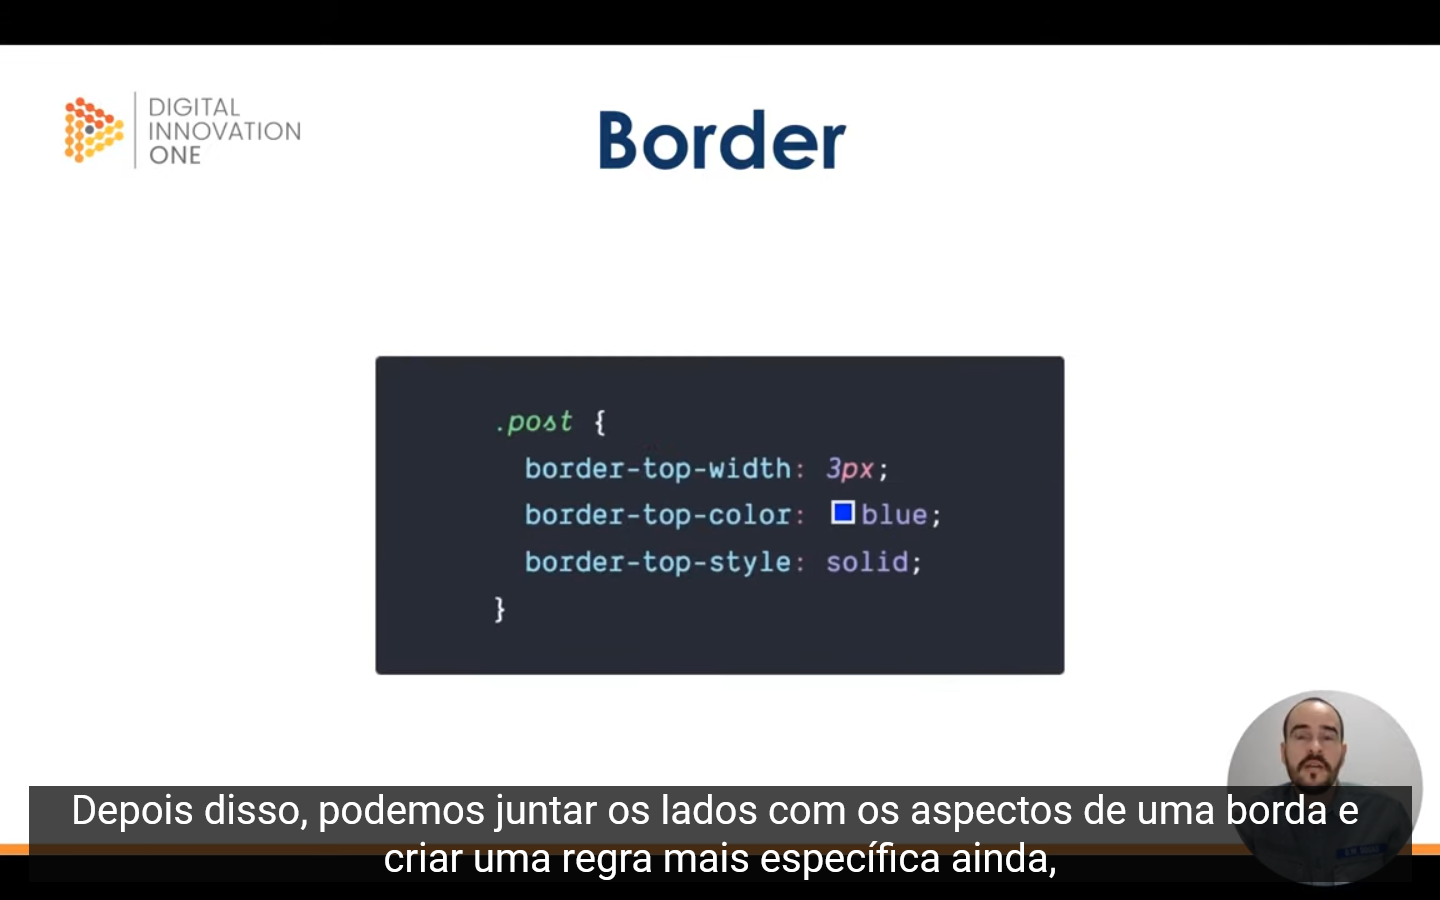 DIGITAL
INNOVATION
ONE
Border
.post {
border-top-width: 3px;
border-top-color: blue;
border-top-style: solid;
}
Depois disso, podemos juntar os lados com os aspectos de uma borda e
criar uma regra mais específica ainda,